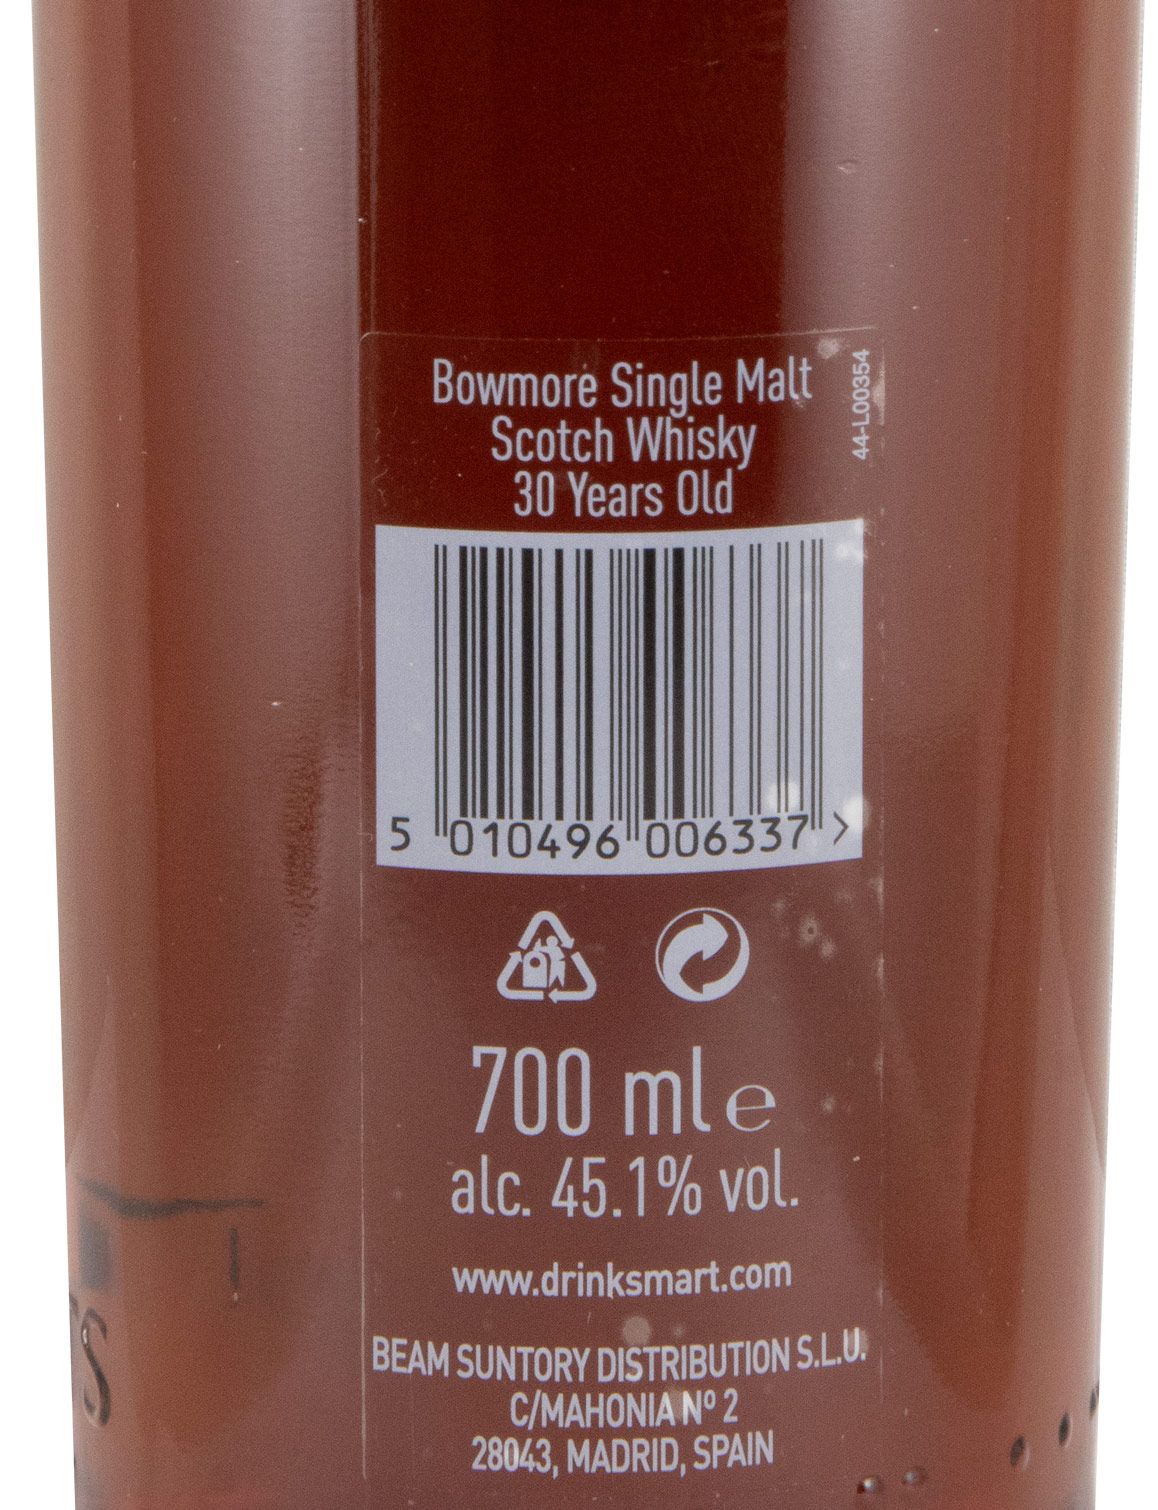 Bowmore Single Malt
Scotch Whisky
30 Years Old
44-L00354
5 010496 006337 >
700 ml e
alc. 45.1% vol.
www.drinksmart.com
BEAM SUNTORY DISTRIBUTION S.L.U.
C/MAHONIA Nº 2
28043, MADRID, SPAIN